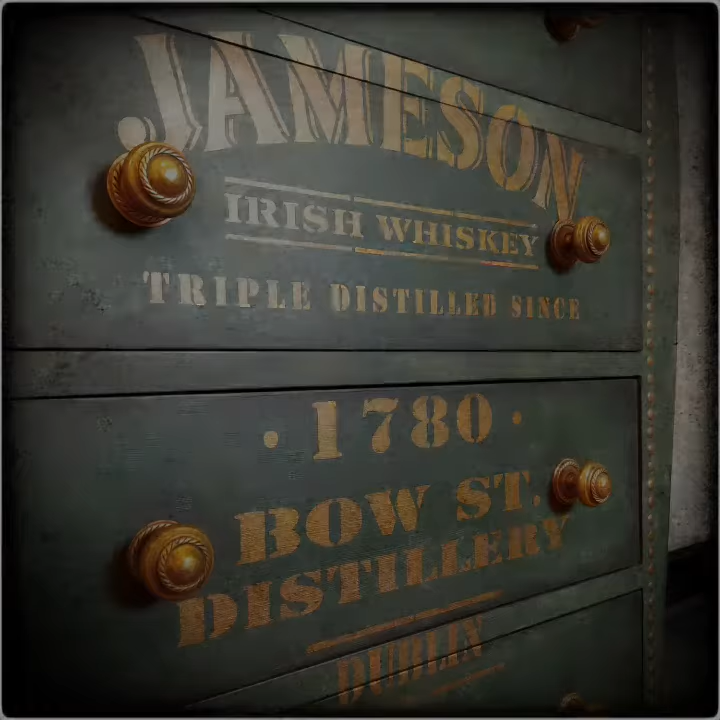 JAMESON
IRISH WHISKEY
TRIPLE DISTILLED SINCE
· 1780 ·
BOW ST.
DISTILLERY
DUBLIN